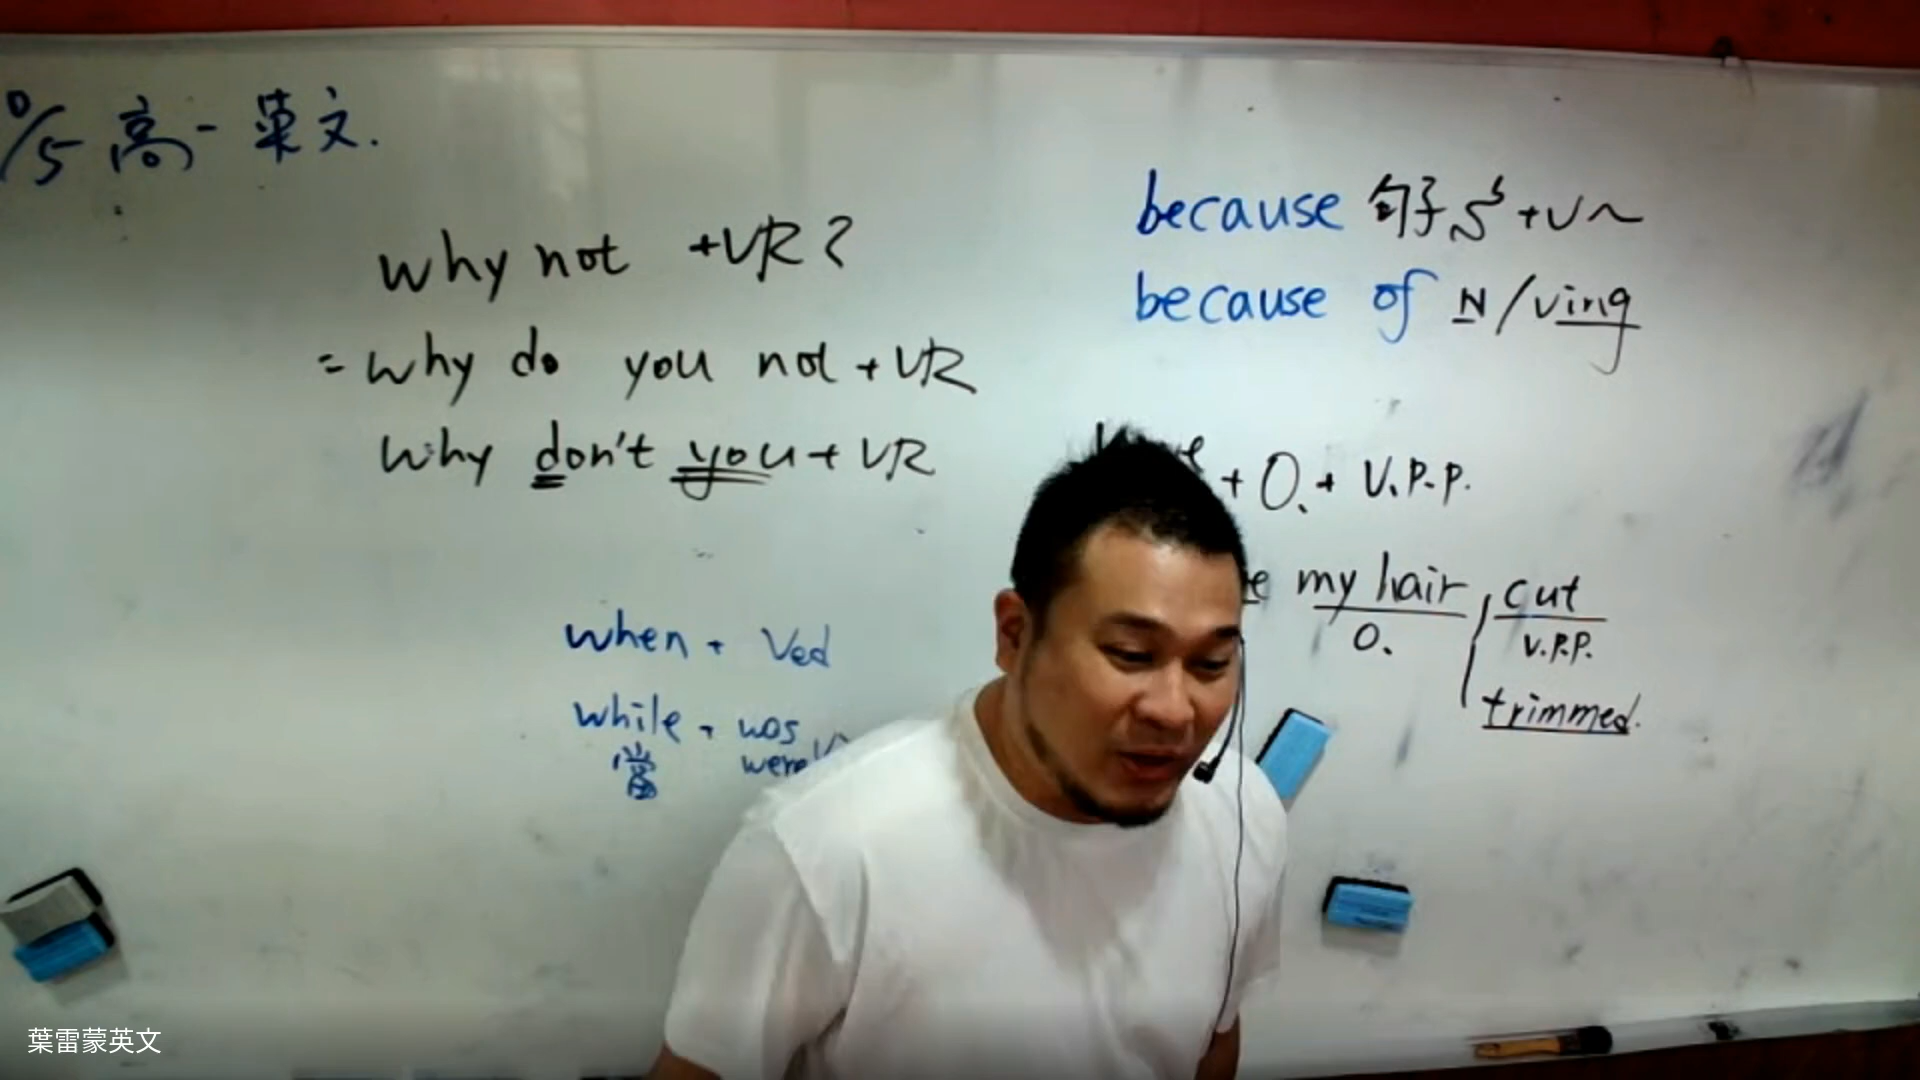 0/5 高一 英文.
why not +VR?
= why do you not + VR
why don't you + VR
when + Ved
while + was
當 were
because 句子 S + V ~
because of N / Ving
+ O. + V.P.P.
my hair cut
O. V.P.P.
trimmed.
葉雷蒙英文